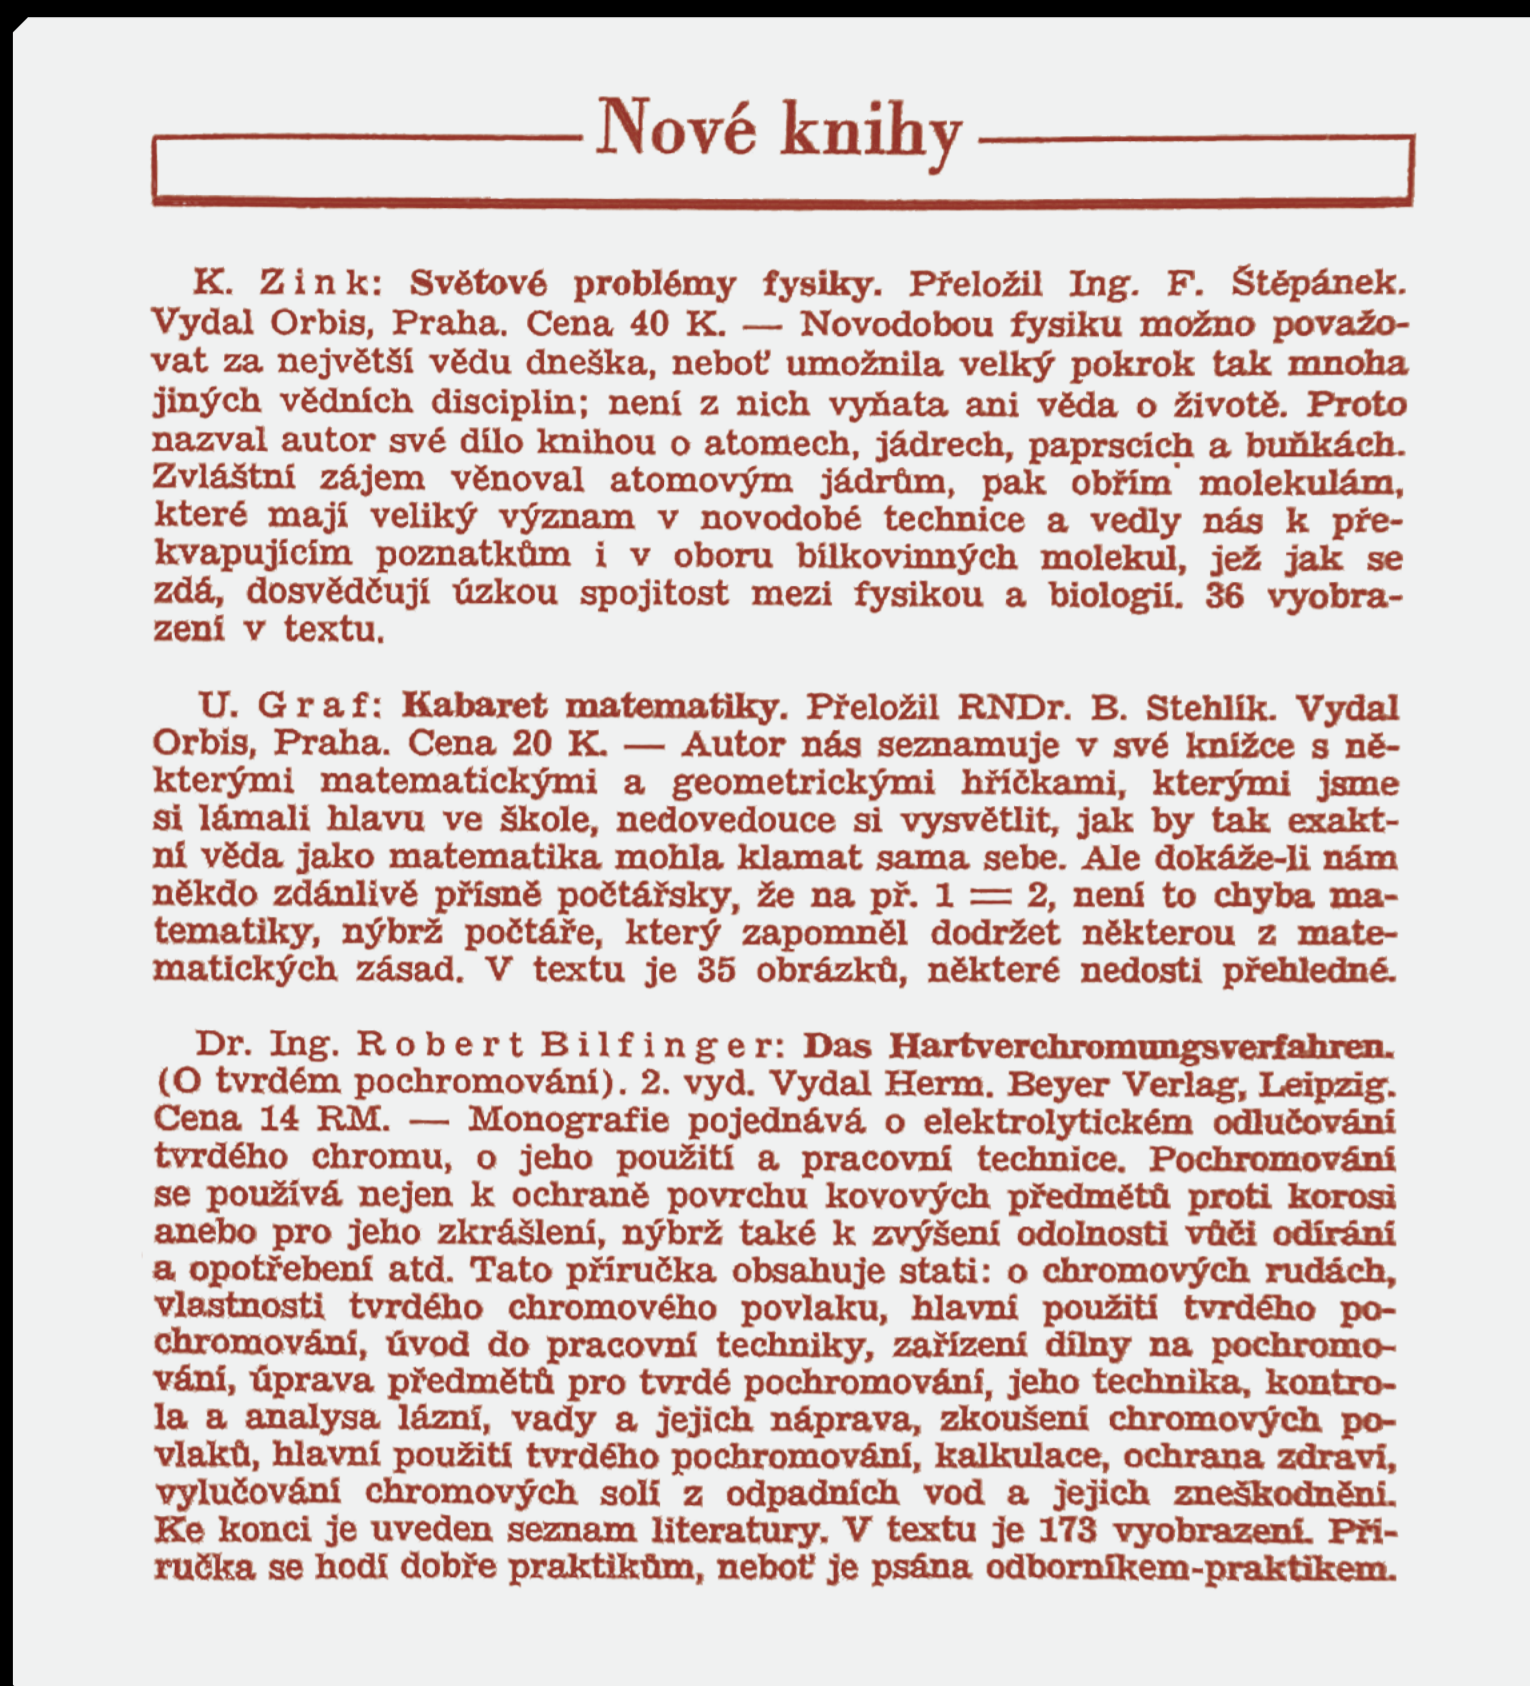 Nové knihy
K. Zink: Světové problémy fysiky. Přeložil Ing. F. Štěpánek.
Vydal Orbis, Praha. Cena 40 K. — Novodobou fysiku možno považo-
vat za největší vědu dneška, neboť umožnila velký pokrok tak mnoha
jiných vědních disciplin; není z nich vyňata ani věda o životě. Proto
nazval autor své dílo knihou o atomech, jádrech, paprscích a buňkách.
Zvláštní zájem věnoval atomovým jádrům, pak obřím molekulám,
které mají veliký význam v novodobé technice a vedly nás k pře-
kvapujícím poznatkům i v oboru bílkovinných molekul, jež jak se
zdá, dosvědčují úzkou spojitost mezi fysikou a biologií. 36 vyobra-
zení v textu.
U. Graf: Kabaret matematiky. Přeložil RNDr. B. Stehlík. Vydal
Orbis, Praha. Cena 20 K. — Autor nás seznamuje v své knížce s ně-
kterými matematickými a geometrickými hříčkami, kterými jsme
si lámali hlavu ve škole, nedovedouce si vysvětlit, jak by tak exakt-
ní věda jako matematika mohla klamat sama sebe. Ale dokáže-li nám
někdo zdánlivě přísně počtářsky, že na př. 1 = 2, není to chyba ma-
tematiky, nýbrž počtáře, který zapomněl dodržet některou z mate-
matických zásad. V textu je 35 obrázků, některé nedosti přehledné.
Dr. Ing. Robert Bilfinger: Das Hartverchromungsverfahren.
(O tvrdém pochromování). 2. vyd. Vydal Herm. Beyer Verlag, Leipzig.
Cena 14 RM. — Monografie pojednává o elektrolytickém odlučování
tvrdého chromu, o jeho použití a pracovní technice. Pochromování
se používá nejen k ochraně povrchu kovových předmětů proti korosi
anebo pro jeho zkrášlení, nýbrž také k zvýšení odolnosti vůči odírání
a opotřebení atd. Tato příručka obsahuje stati: o chromových rudách,
vlastnosti tvrdého chromového povlaku, hlavní použití tvrdého po-
chromování, úvod do pracovní techniky, zařízení dílny na pochromo-
vání, úprava předmětů pro tvrdé pochromování, jeho technika, kontro-
la a analysa lázní, vady a jejich náprava, zkoušení chromových po-
vlaků, hlavní použití tvrdého pochromování, kalkulace, ochrana zdraví,
vylučování chromových solí z odpadních vod a jejich zneškodnění.
Ke konci je uveden seznam literatury. V textu je 173 vyobrazení. Pří-
ručka se hodí dobře praktikům, neboť je psána odborníkem-praktikem.